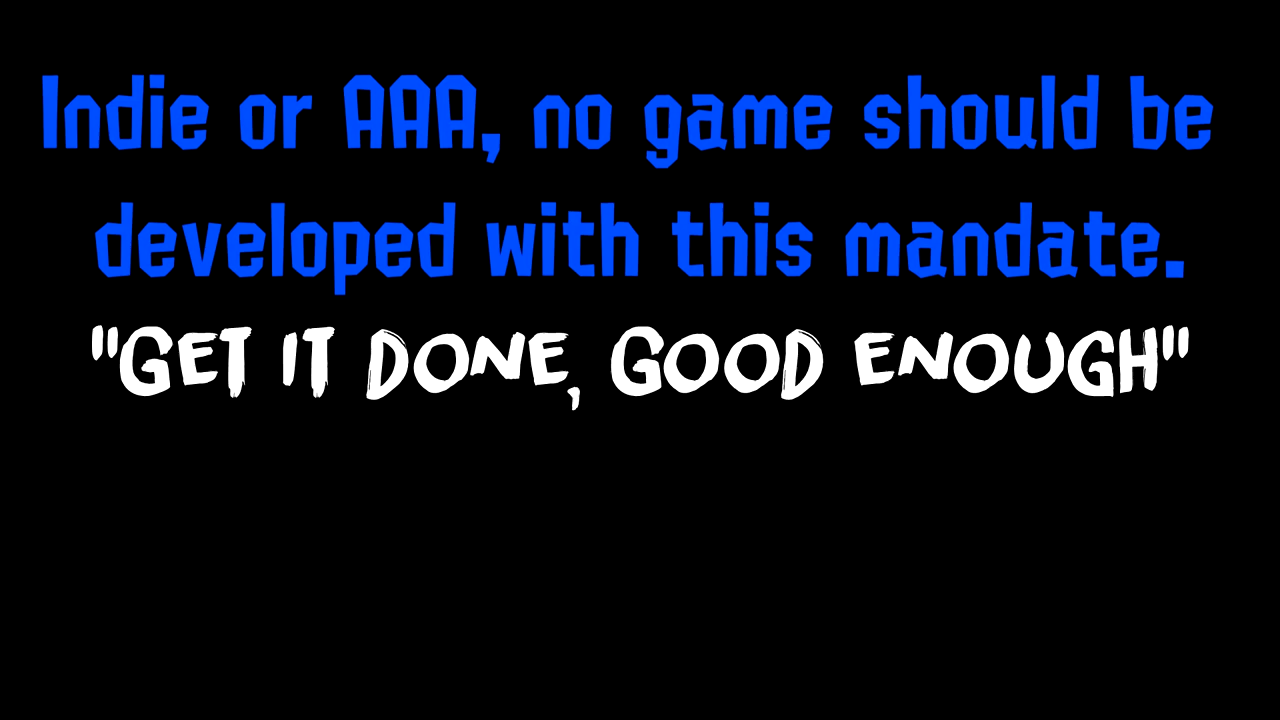 Indie or AAA, no game should be
developed with this mandate.
"GET IT DONE, GOOD ENOUGH"